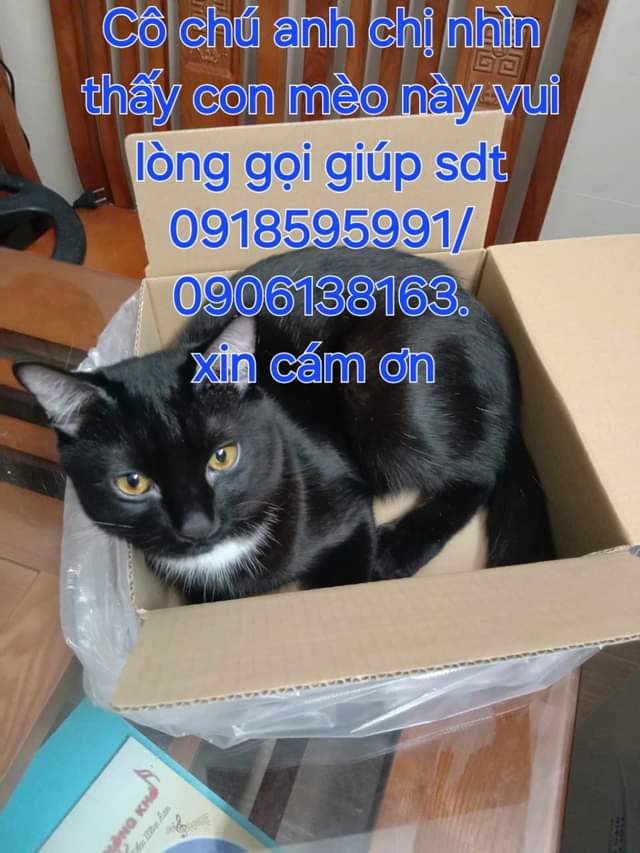 Cô chú anh chị nhìn
thấy con mèo này vui
lòng gọi giúp sdt
0918595991/
0906138163.
xin cám ơn